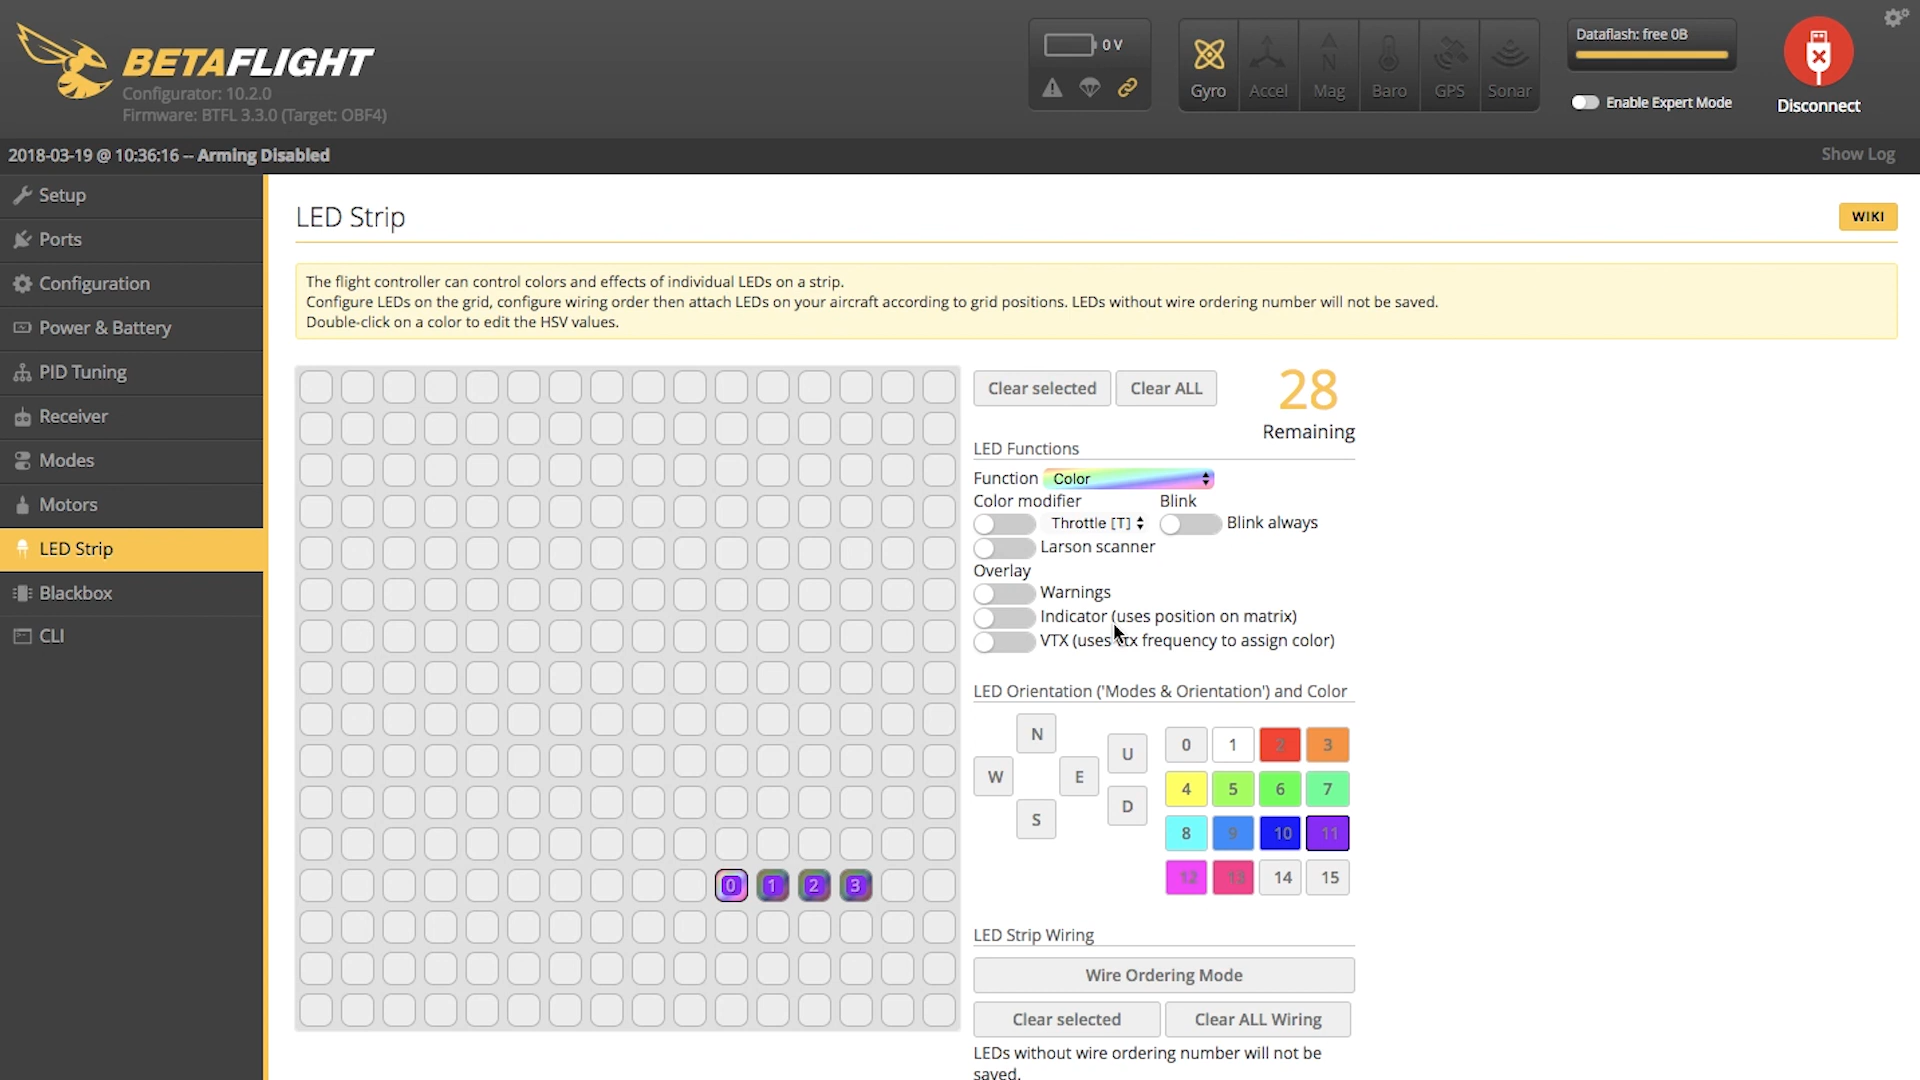 BETAFLIGHT
Configurator: 10.2.0
Firmware: BTFL 3.3.0 (Target: OBF4)
0 V
Gyro
Accel
Mag
Baro
GPS
Sonar
Dataflash: free 0B
Enable Expert Mode
Disconnect
2018-03-19 @ 10:36:16 -- Arming Disabled
Show Log
Setup
Ports
Configuration
Power & Battery
PID Tuning
Receiver
Modes
Motors
LED Strip
Blackbox
CLI
LED Strip
WIKI
The flight controller can control colors and effects of individual LEDs on a strip.
Configure LEDs on the grid, configure wiring order then attach LEDs on your aircraft according to grid positions. LEDs without wire ordering number will not be saved.
Double-click on a color to edit the HSV values.
0 1 2 3
Clear selected
Clear ALL
28
Remaining
LED Functions
Function Color
Color modifier Blink
Throttle [T] Blink always
Larson scanner
Overlay
Warnings
Indicator (uses position on matrix)
VTX (uses vtx frequency to assign color)
LED Orientation ('Modes & Orientation') and Color
N
W E
S
U
D
0 1 2 3
4 5 6 7
8 9 10 11
12 13 14 15
LED Strip Wiring
Wire Ordering Mode
Clear selected
Clear ALL Wiring
LEDs without wire ordering number will not be
saved.